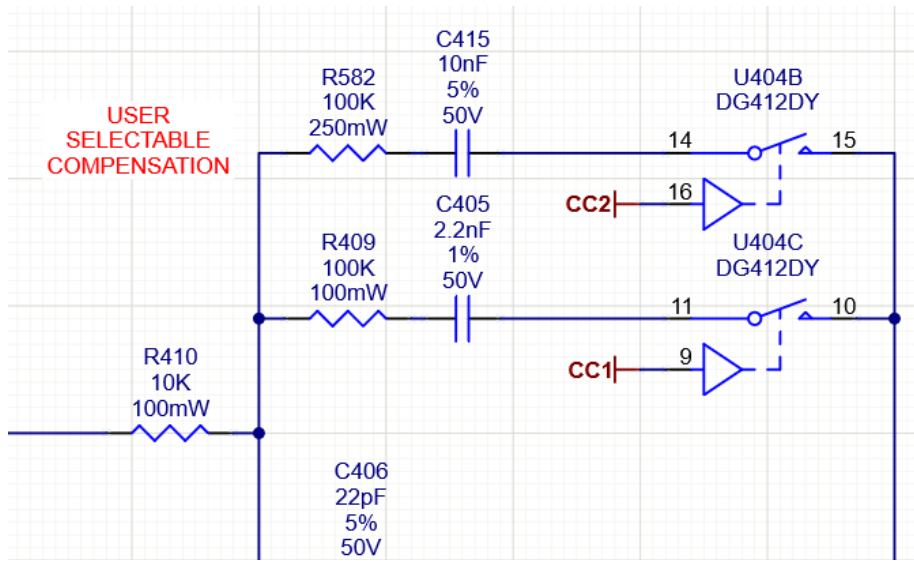 C415
10nF
5%
50V
R582
100K
250mW
U404B
DG412DY
USER
SELECTABLE
COMPENSATION
14
15
CC2
16
C405
2.2nF
1%
50V
R409
100K
100mW
U404C
DG412DY
11
10
CC1
9
R410
10K
100mW
C406
22pF
5%
50V